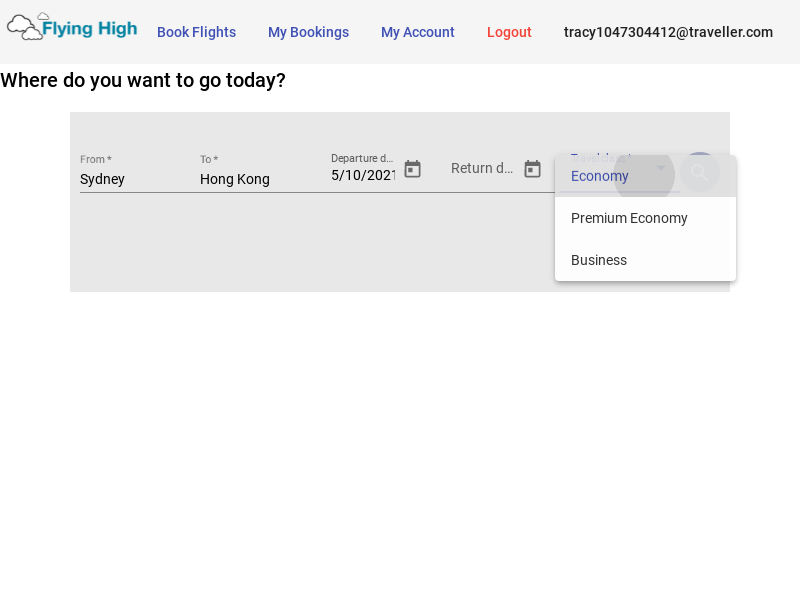 Flying High
Book Flights
My Bookings
My Account
Logout
tracy1047304412@traveller.com
Where do you want to go today?
From *
Sydney
To *
Hong Kong
Departure d...
5/10/2021
Return d...
Economy
Premium Economy
Business